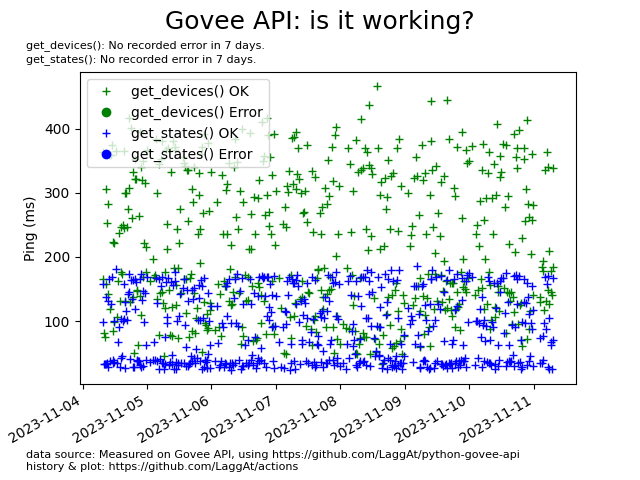 Govee API: is it working?
get_devices(): No recorded error in 7 days.
get_states(): No recorded error in 7 days.
get_devices() OK
get_devices() Error
get_states() OK
get_states() Error
Ping (ms)
400
300
200
100
2023-11-04
2023-11-05
2023-11-06
2023-11-07
2023-11-08
2023-11-09
2023-11-10
2023-11-11
data source: Measured on Govee API, using https://github.com/LaggAt/python-govee-api
history & plot: https://github.com/LaggAt/actions